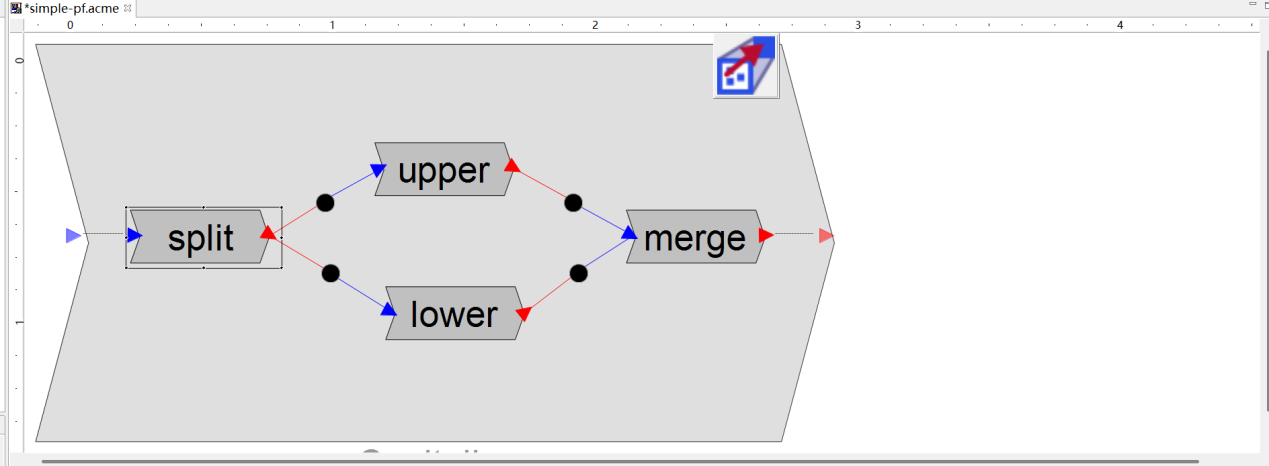 *simple-pf.acme
0 1 2 3 4
0
upper
split
merge
lower
1